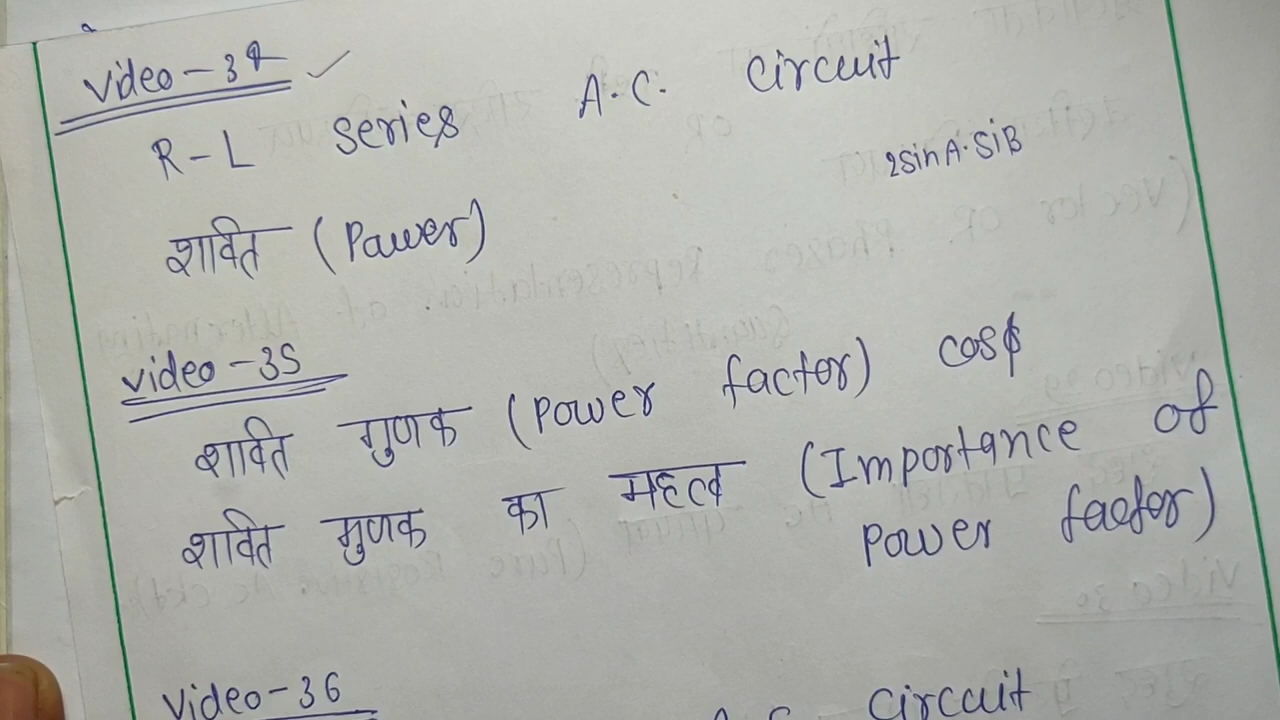 Video-34
R-L series A.C. circuit
2sinA.SiB
शक्ति (Pawer)
Video-35
शक्ति गुणक (Power factor) cosϕ
शक्ति गुणक का महत्व (Importance of
Power factor)
Video-36
A.C. circuit